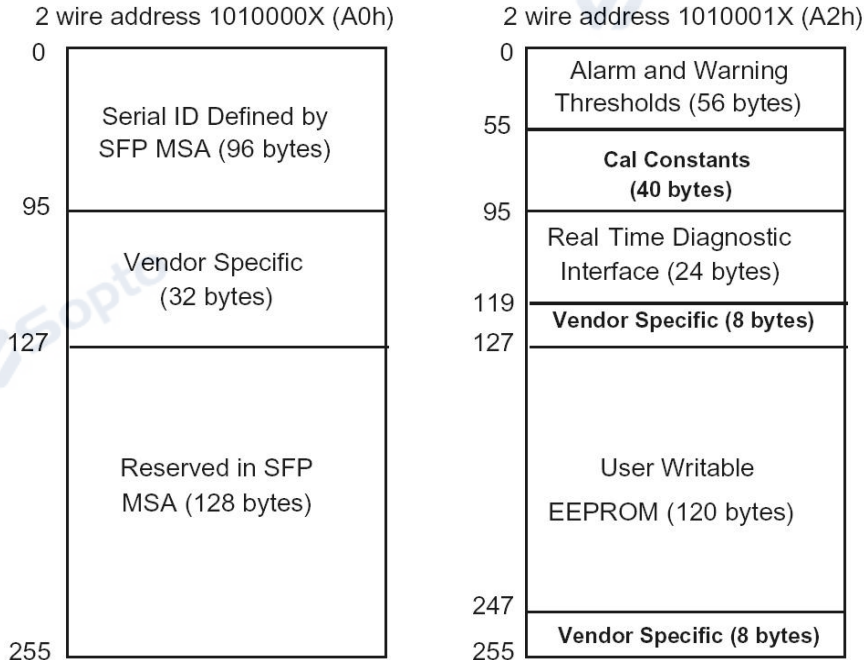 2 wire address 1010000X (A0h)
0
Serial ID Defined by
SFP MSA (96 bytes)
95
Vendor Specific
(32 bytes)
127
Reserved in SFP
MSA (128 bytes)
255
2 wire address 1010001X (A2h)
0
Alarm and Warning
Thresholds (56 bytes)
55
Cal Constants
(40 bytes)
95
Real Time Diagnostic
Interface (24 bytes)
119
Vendor Specific (8 bytes)
127
User Writable
EEPROM (120 bytes)
247
Vendor Specific (8 bytes)
255
Sopto